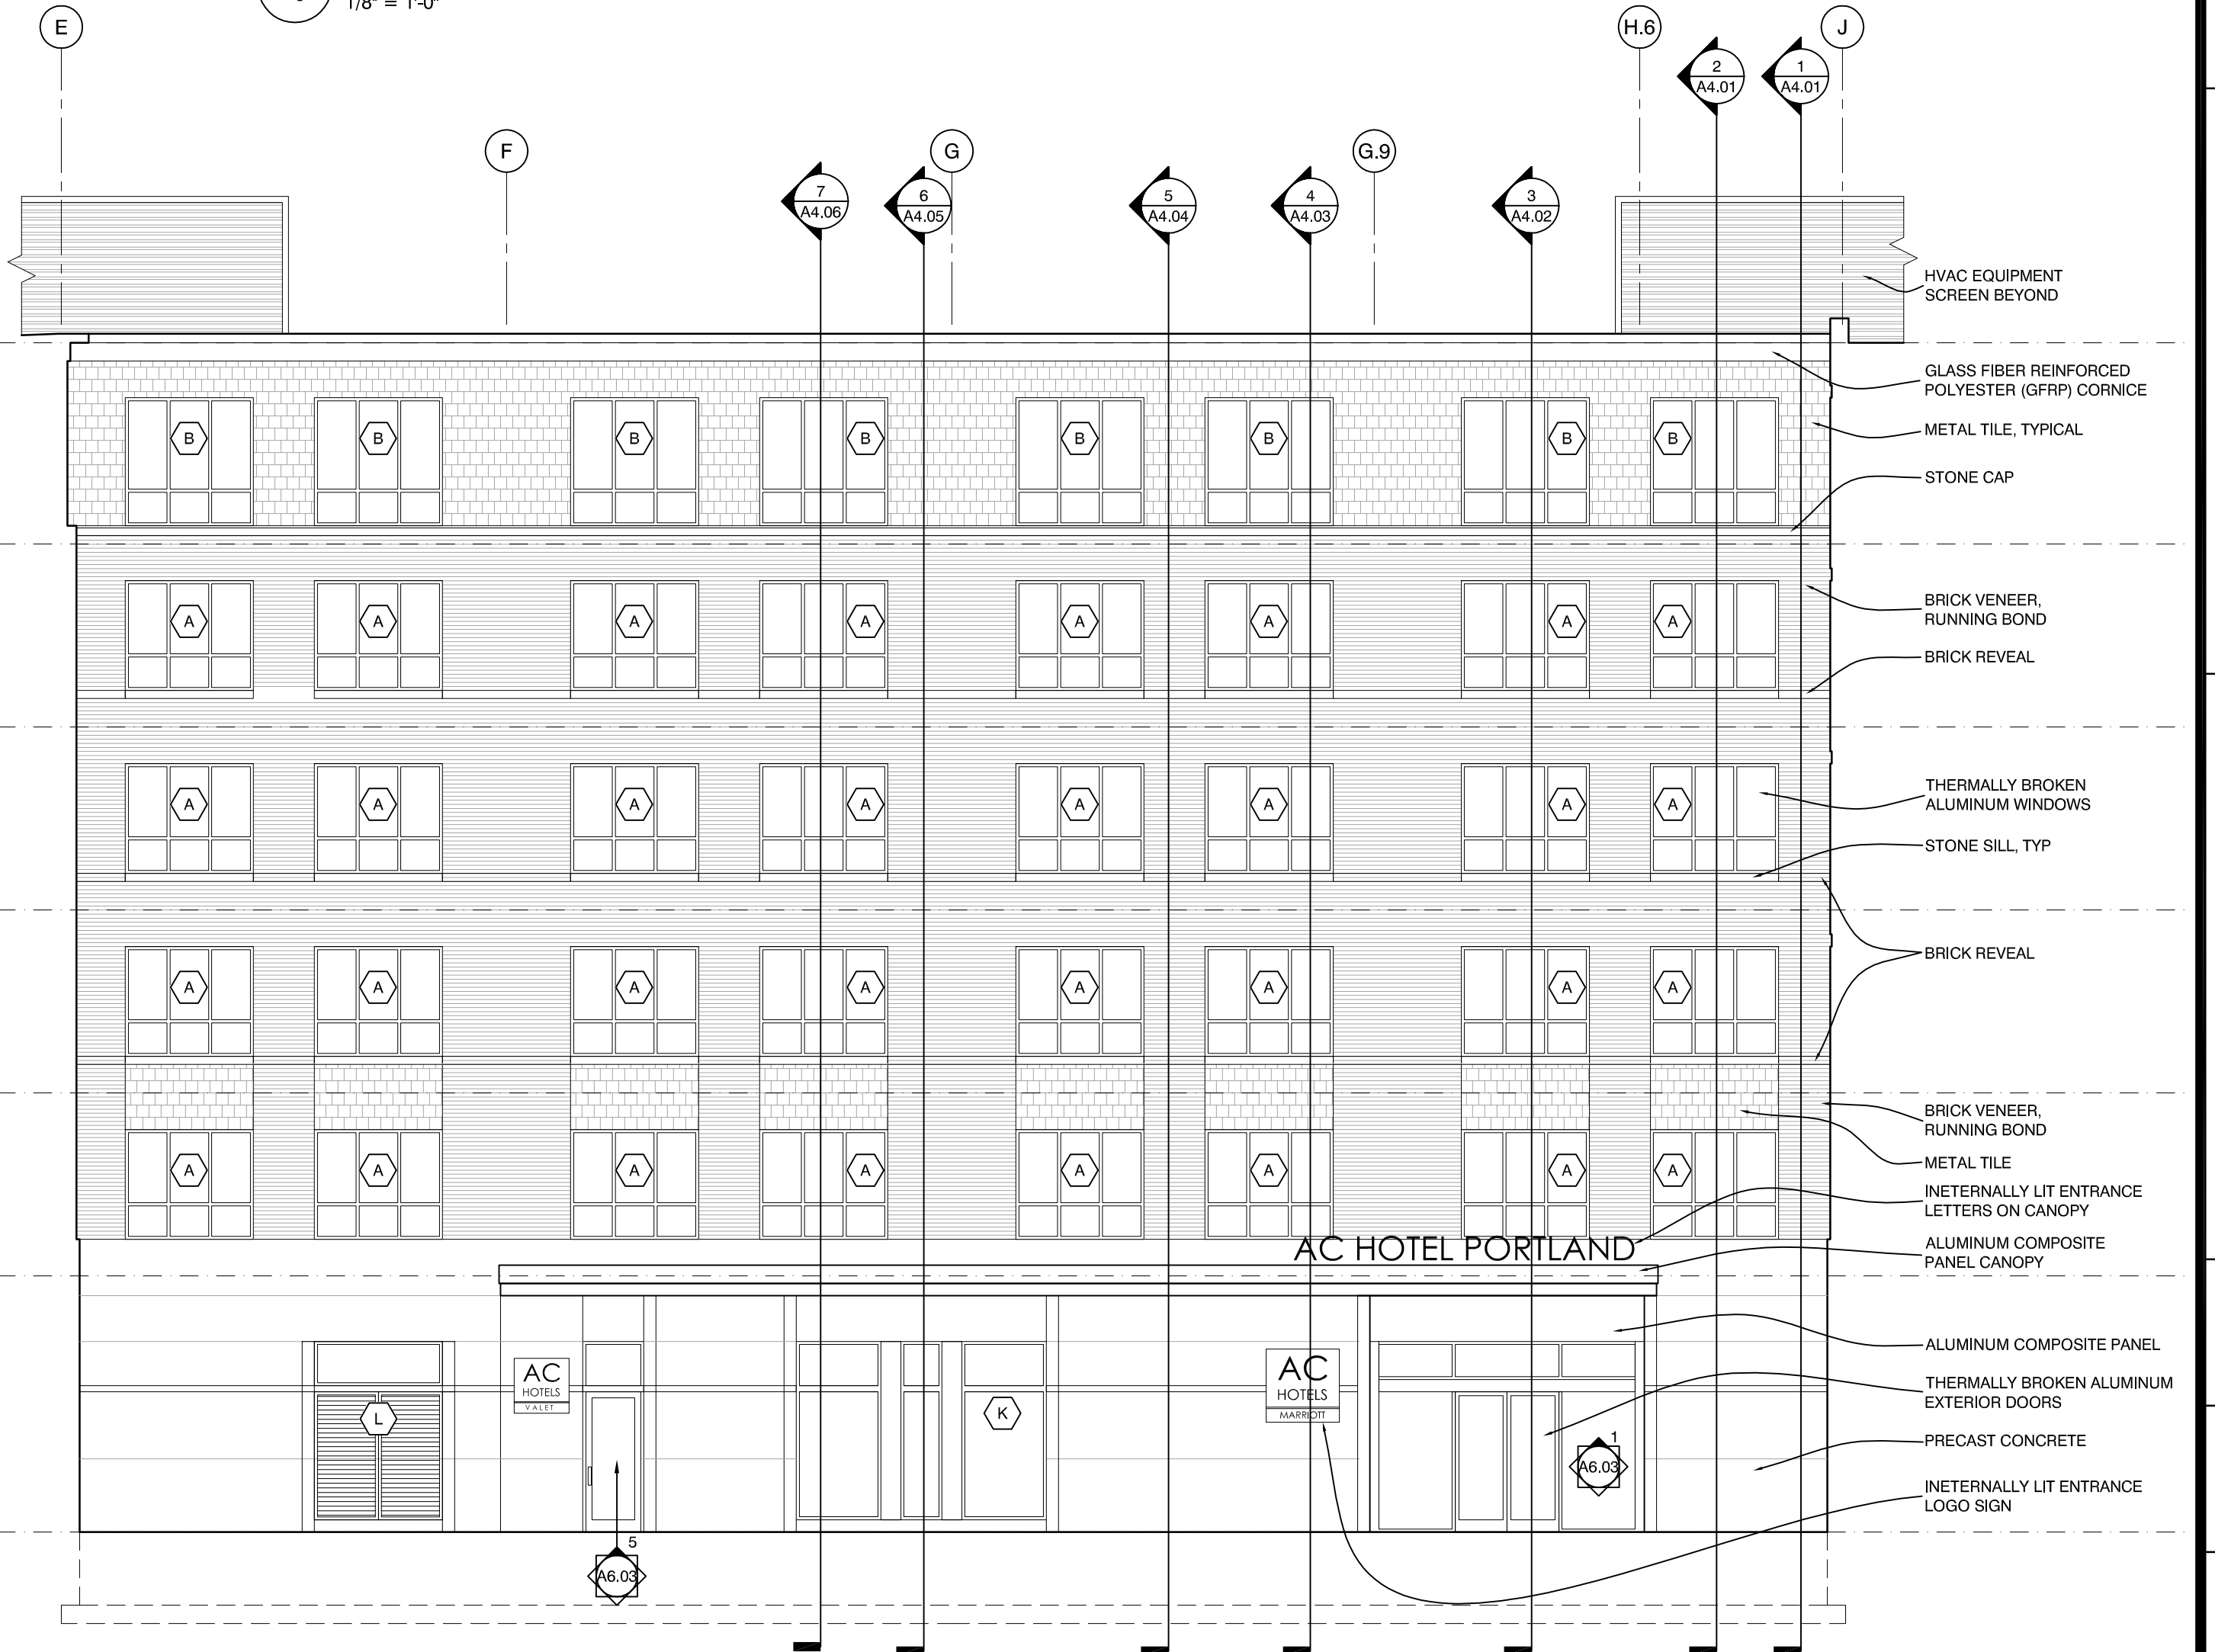 1/8" = 1'-0"
E
H.6
J
2
A4.01
1
A4.01
F
G
G.9
7
A4.06
6
A4.05
5
A4.04
4
A4.03
3
A4.02
HVAC EQUIPMENT
SCREEN BEYOND
GLASS FIBER REINFORCED
POLYESTER (GFRP) CORNICE
METAL TILE, TYPICAL
B B B B B B B B
STONE CAP
BRICK VENEER,
RUNNING BOND
A A A A A A A A
BRICK REVEAL
THERMALLY BROKEN
ALUMINUM WINDOWS
A A A A A A A A
STONE SILL, TYP
BRICK REVEAL
A A A A A A A A
BRICK VENEER,
RUNNING BOND
METAL TILE
A A A A A A A A
INETERNALLY LIT ENTRANCE
LETTERS ON CANOPY
AC HOTEL PORTLAND
ALUMINUM COMPOSITE
PANEL CANOPY
ALUMINUM COMPOSITE PANEL
AC
HOTELS
VALET
AC
HOTELS
MARRIOTT
THERMALLY BROKEN ALUMINUM
EXTERIOR DOORS
L
K
PRECAST CONCRETE
1
A6.03
INETERNALLY LIT ENTRANCE
LOGO SIGN
5
A6.03